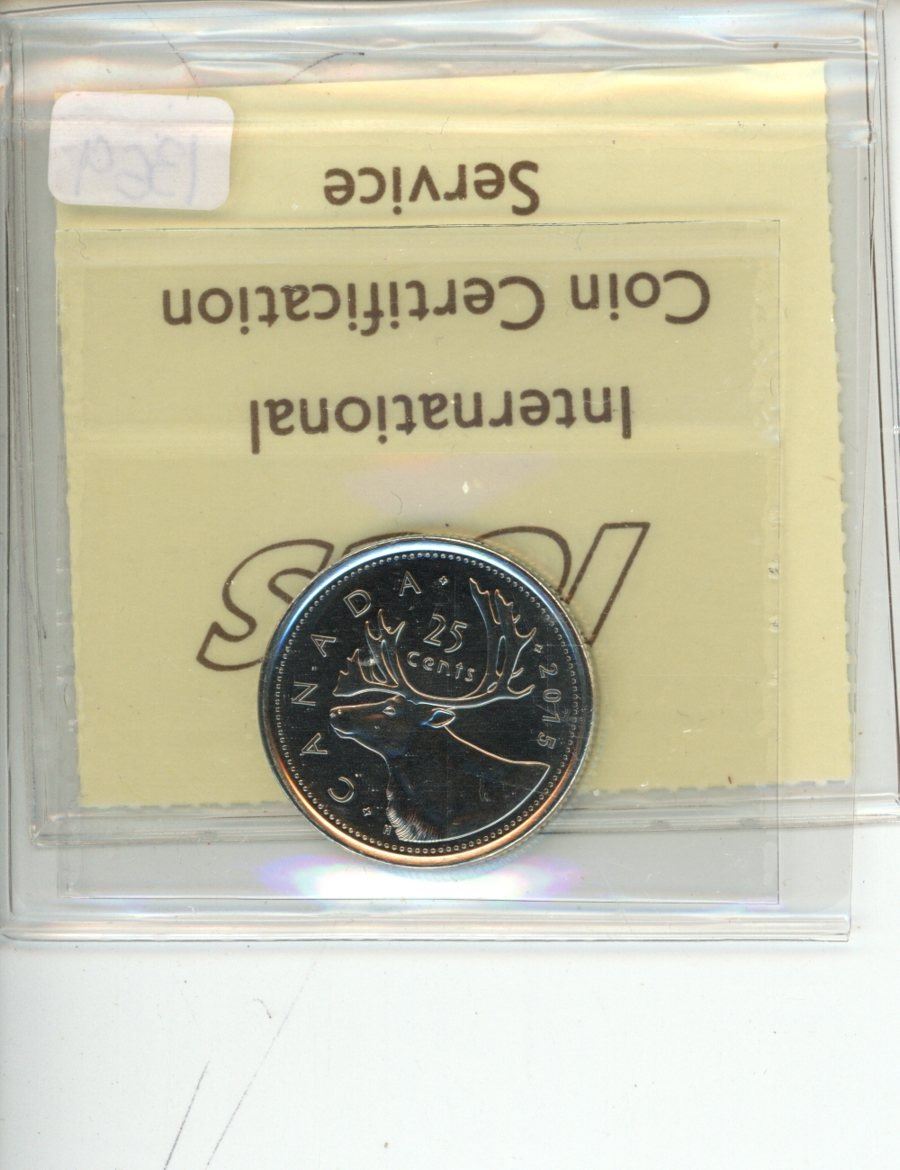 ICCS
International
Coin Certification
Service
CANADA
25
cents
2015
H